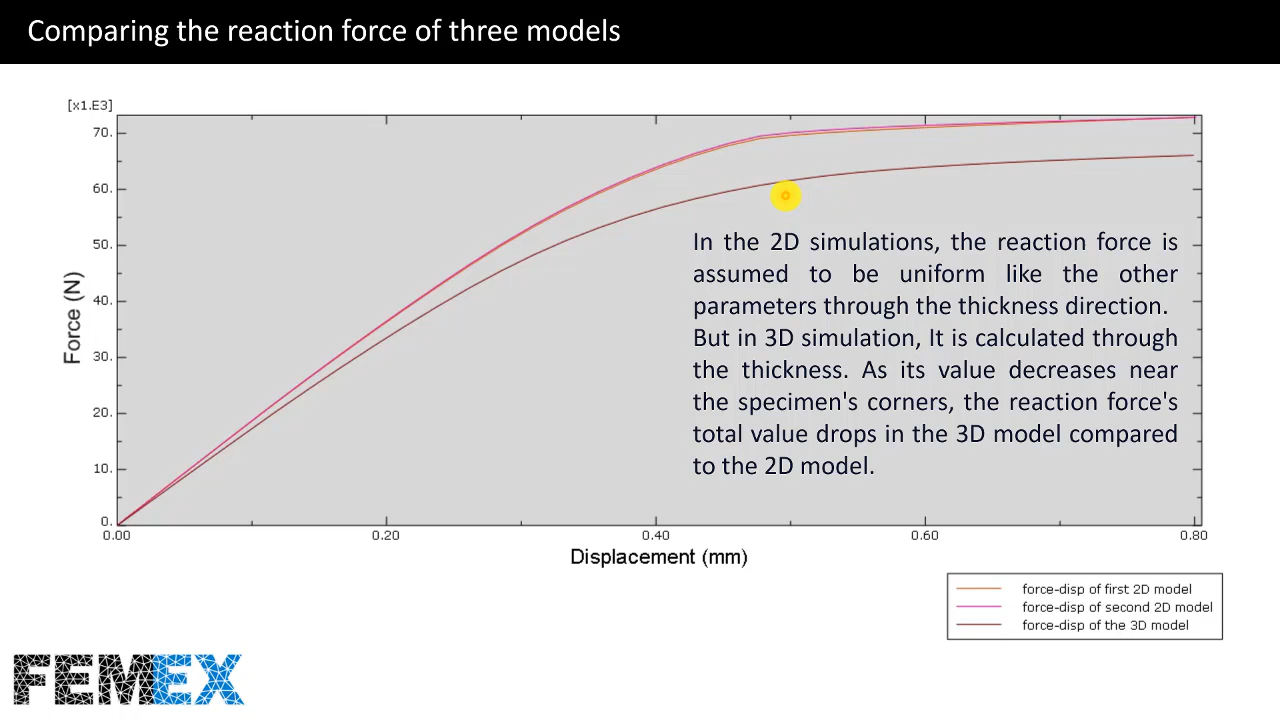 Comparing the reaction force of three models
[x1.E3]
70.
60.
50.
40.
30.
20.
10.
0.
Force (N)
In the 2D simulations, the reaction force is
assumed to be uniform like the other
parameters through the thickness direction.
But in 3D simulation, It is calculated through
the thickness. As its value decreases near
the specimen's corners, the reaction force's
total value drops in the 3D model compared
to the 2D model.
0.00 0.20 0.40 0.60 0.80
Displacement (mm)
force-disp of first 2D model
force-disp of second 2D model
force-disp of the 3D model
FEMEX